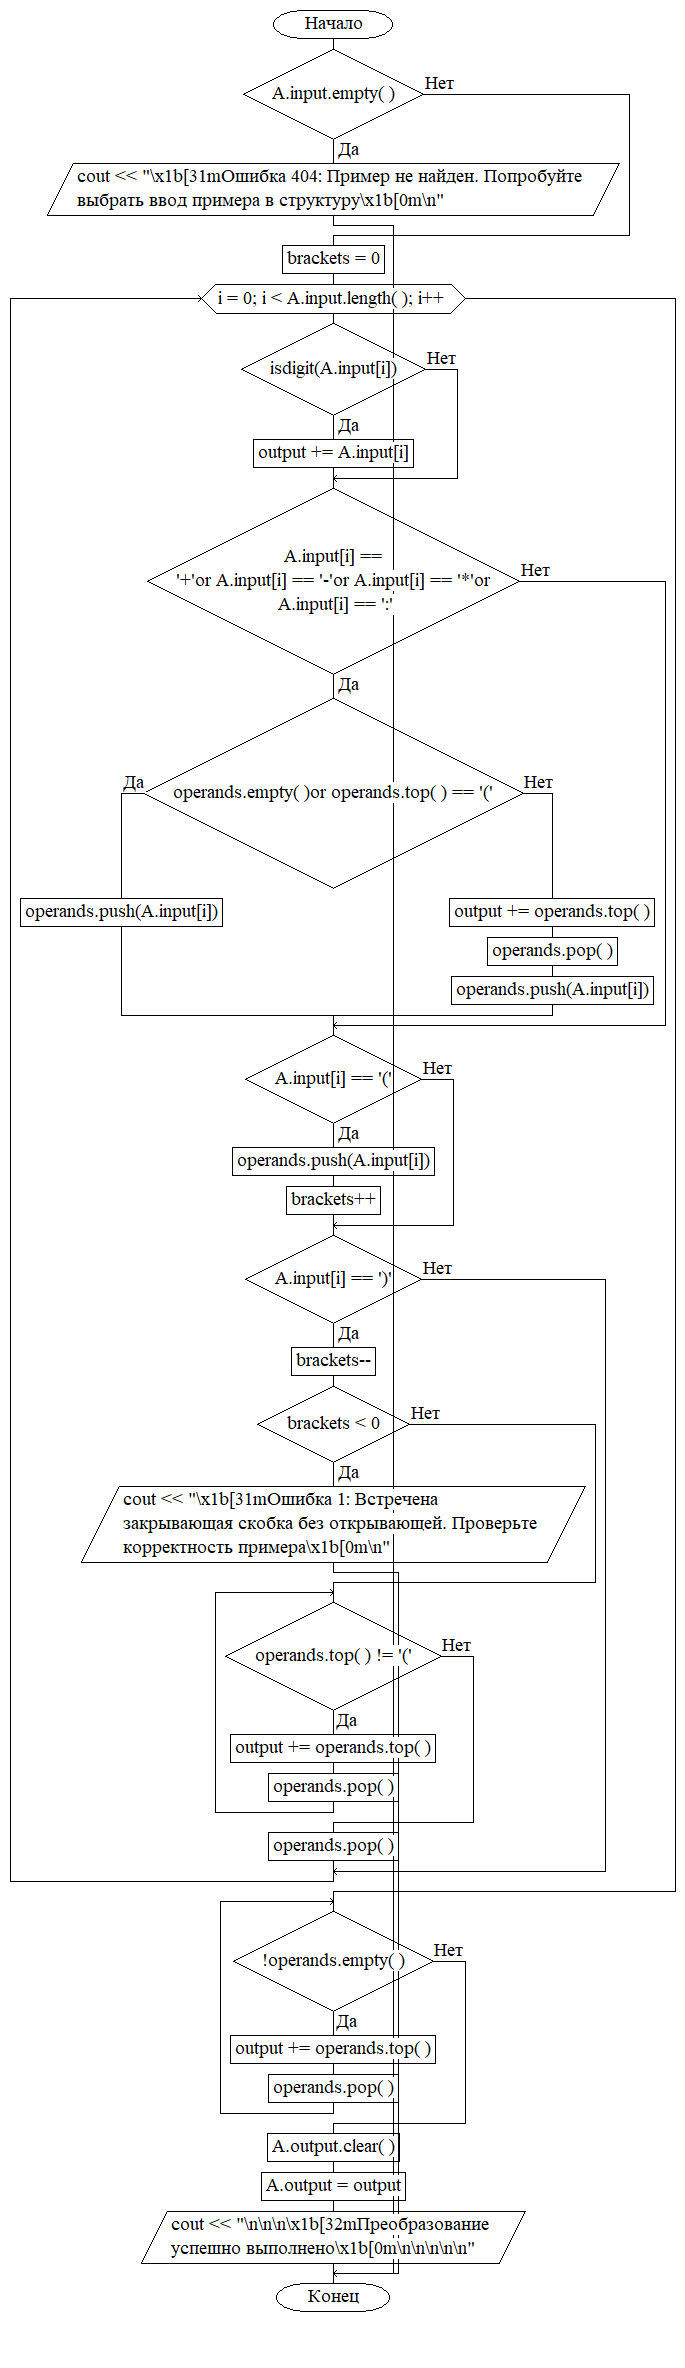 Начало
A.input.empty( )
Нет
Да
cout << "\x1b[31mОшибка 404: Пример не найден. Попробуйте
выбрать ввод примера в структуру\x1b[0m\n"
brackets = 0
i = 0; i < A.input.length( ); i++
isdigit(A.input[i])
Нет
Да
output += A.input[i]
A.input[i] ==
'+'or A.input[i] == '-'or A.input[i] == '*'or
A.input[i] == ':'
Нет
Да
operands.empty( )or operands.top( ) == '('
Да
Нет
operands.push(A.input[i])
output += operands.top( )
operands.pop( )
operands.push(A.input[i])
A.input[i] == '('
Нет
Да
operands.push(A.input[i])
brackets++
A.input[i] == ')'
Нет
Да
brackets--
brackets < 0
Нет
Да
cout << "\x1b[31mОшибка 1: Встречена
закрывающая скобка без открывающей. Проверьте
корректность примера\x1b[0m\n"
operands.top( ) != '('
Нет
Да
output += operands.top( )
operands.pop( )
operands.pop( )
!operands.empty( )
Нет
Да
output += operands.top( )
operands.pop( )
A.output.clear( )
A.output = output
cout << "\n\n\n\x1b[32mПреобразование
успешно выполнено\x1b[0m\n\n\n\n\n"
Конец